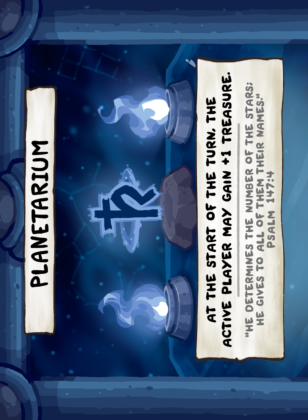 PLANETARIUM
AT THE START OF THE TURN, THE
ACTIVE PLAYER MAY GAIN +1 TREASURE.
"HE DETERMINES THE NUMBER OF THE STARS;
HE GIVES TO ALL OF THEM THEIR NAMES."
PSALM 147:4